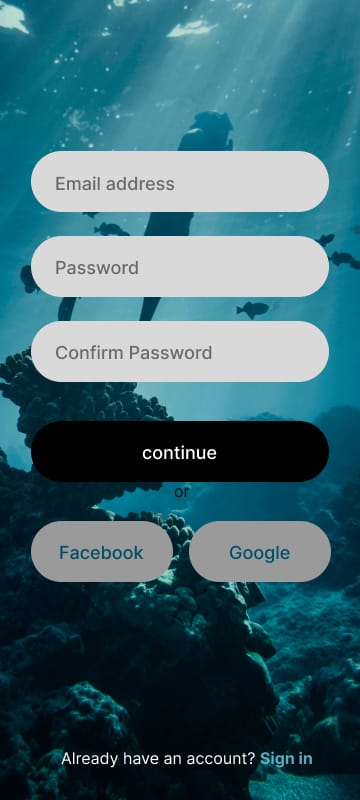 Email address
Password
Confirm Password
continue
or
Facebook Google
Already have an account? Sign in